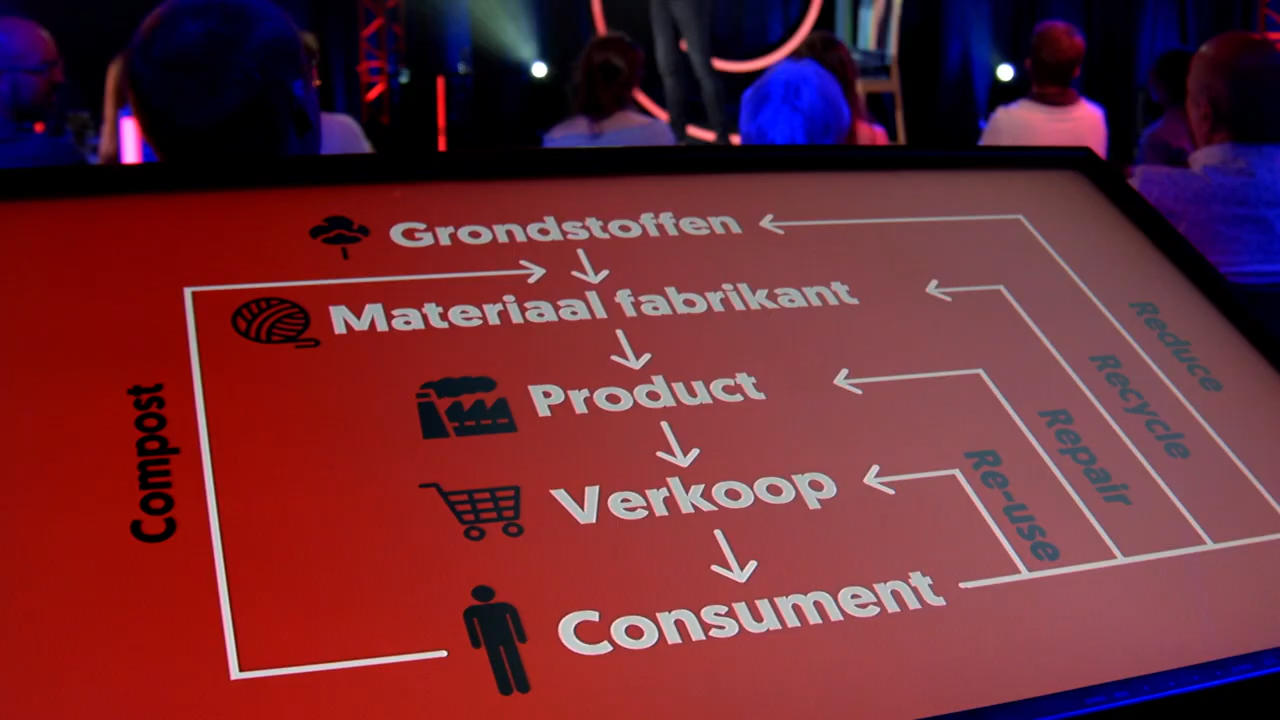 Grondstoffen
Materiaal fabrikant
Product
Verkoop
Consument
Compost
Re-use
Repair
Recycle
Reduce